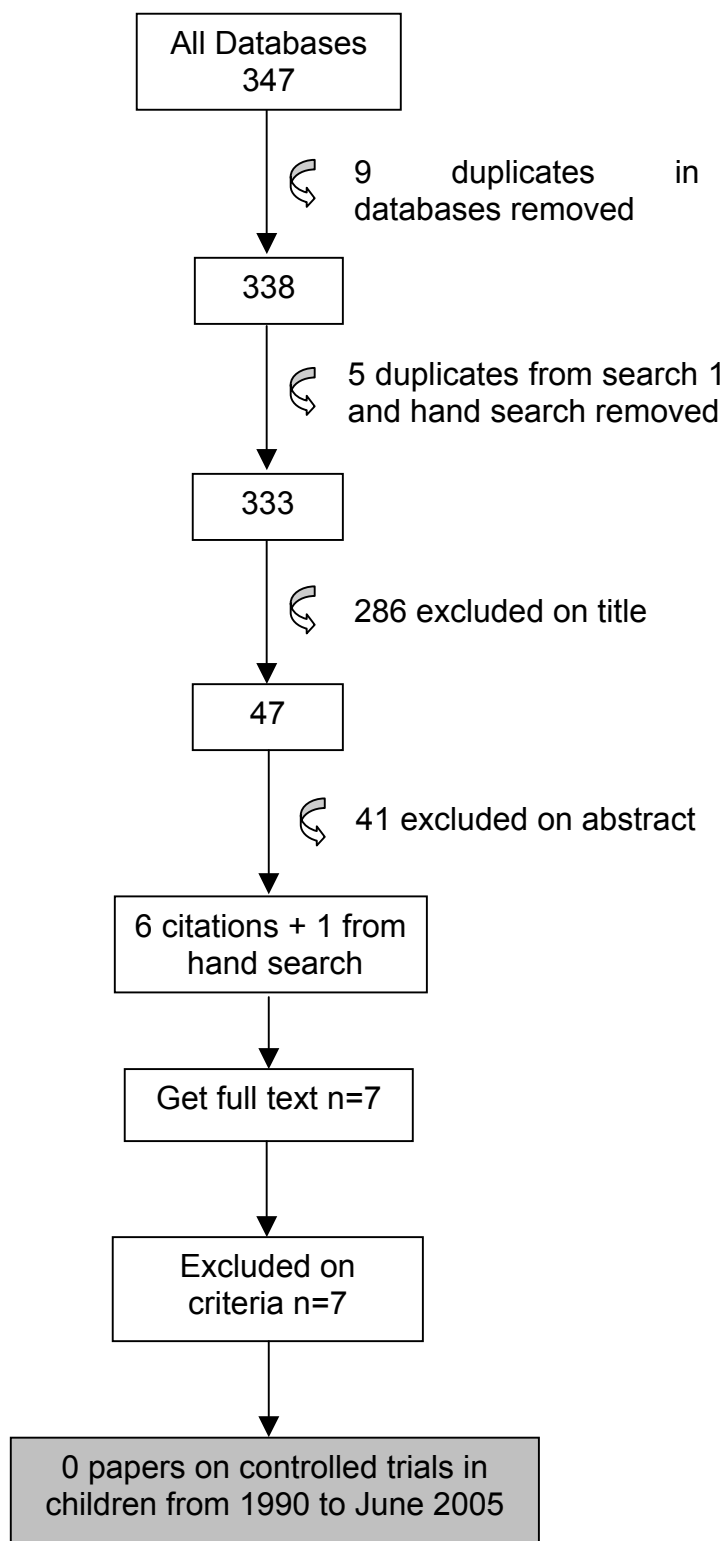 All Databases
347
9 duplicates in
databases removed
338
5 duplicates from search 1
and hand search removed
333
286 excluded on title
47
41 excluded on abstract
6 citations + 1 from
hand search
Get full text n=7
Excluded on
criteria n=7
0 papers on controlled trials in
children from 1990 to June 2005